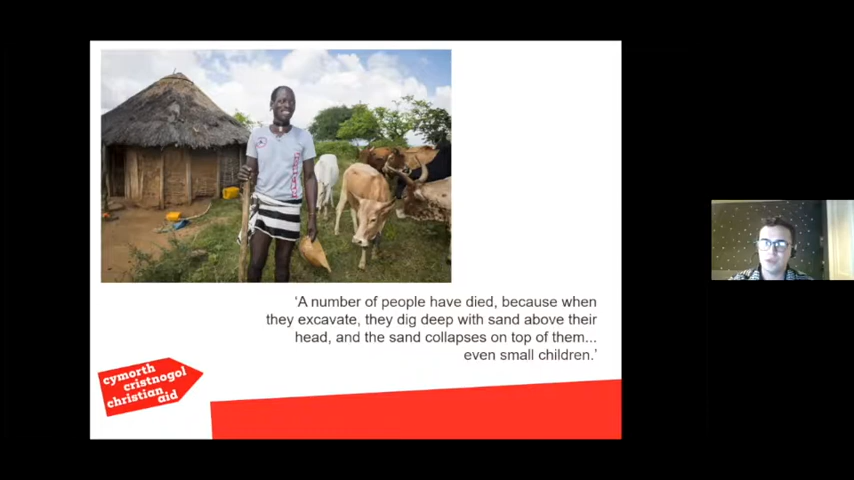 'A number of people have died, because when
they excavate, they dig deep with sand above their
head, and the sand collapses on top of them...
even small children.'
cymorth
cristnogol
christian
aid